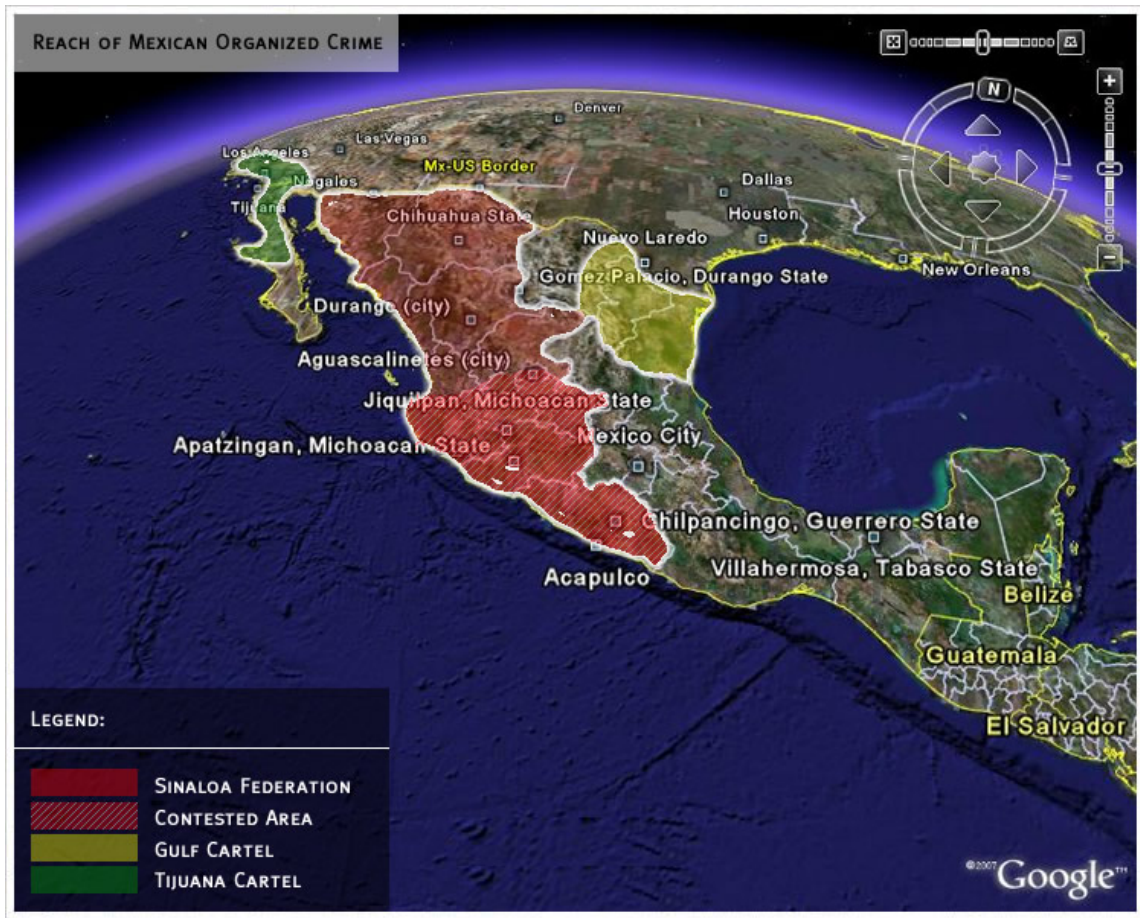 REACH OF MEXICAN ORGANIZED CRIME
N
Denver
Las Vegas
Los Angeles
Mx-US Border
Nogales
Dallas
Tijuana
Chihuahua State
Houston
Nuevo Laredo
New Orleans
Gomez Palacio, Durango State
Durango (city)
Aguascalinetes (city)
Jiquilpan, Michoacan State
Mexico City
Apatzingan, Michoacan State
Chilpancingo, Guerrero State
Villahermosa, Tabasco State
Acapulco
Belize
Guatemala
El Salvador
LEGEND:
SINALOA FEDERATION
CONTESTED AREA
GULF CARTEL
TIJUANA CARTEL
©2007 Google™